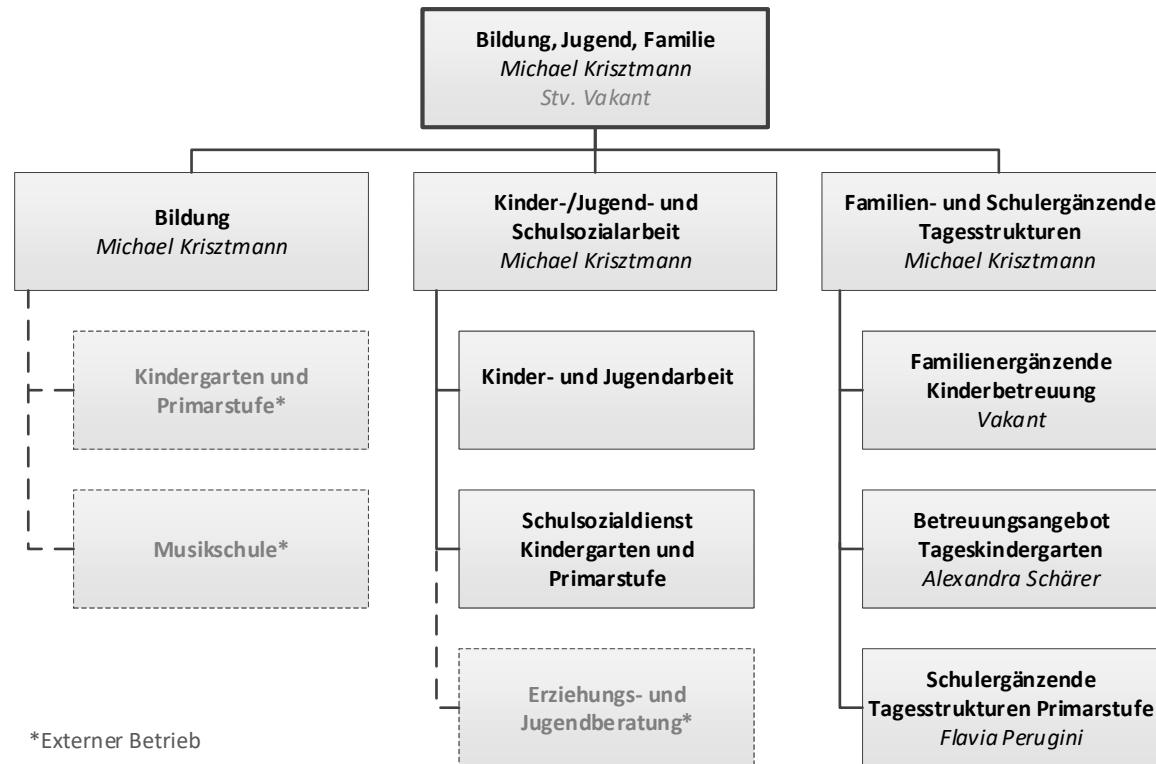 Bildung, Jugend, Familie
Michael Krisztmann
Stv. Vakant
Bildung
Michael Krisztmann
Kinder-/Jugend- und
Schulsozialarbeit
Michael Krisztmann
Familien- und Schulergänzende
Tagesstrukturen
Michael Krisztmann
Kindergarten und
Primarstufe*
Kinder- und Jugendarbeit
Familienergänzende
Kinderbetreuung
Vakant
Musikschule*
Schulsozialdienst
Kindergarten und
Primarstufe
Betreuungsangebot
Tageskindergarten
Alexandra Schärer
Erziehungs- und
Jugendberatung*
Schulergänzende
Tagesstrukturen Primarstufe
Flavia Perugini
*Externer Betrieb